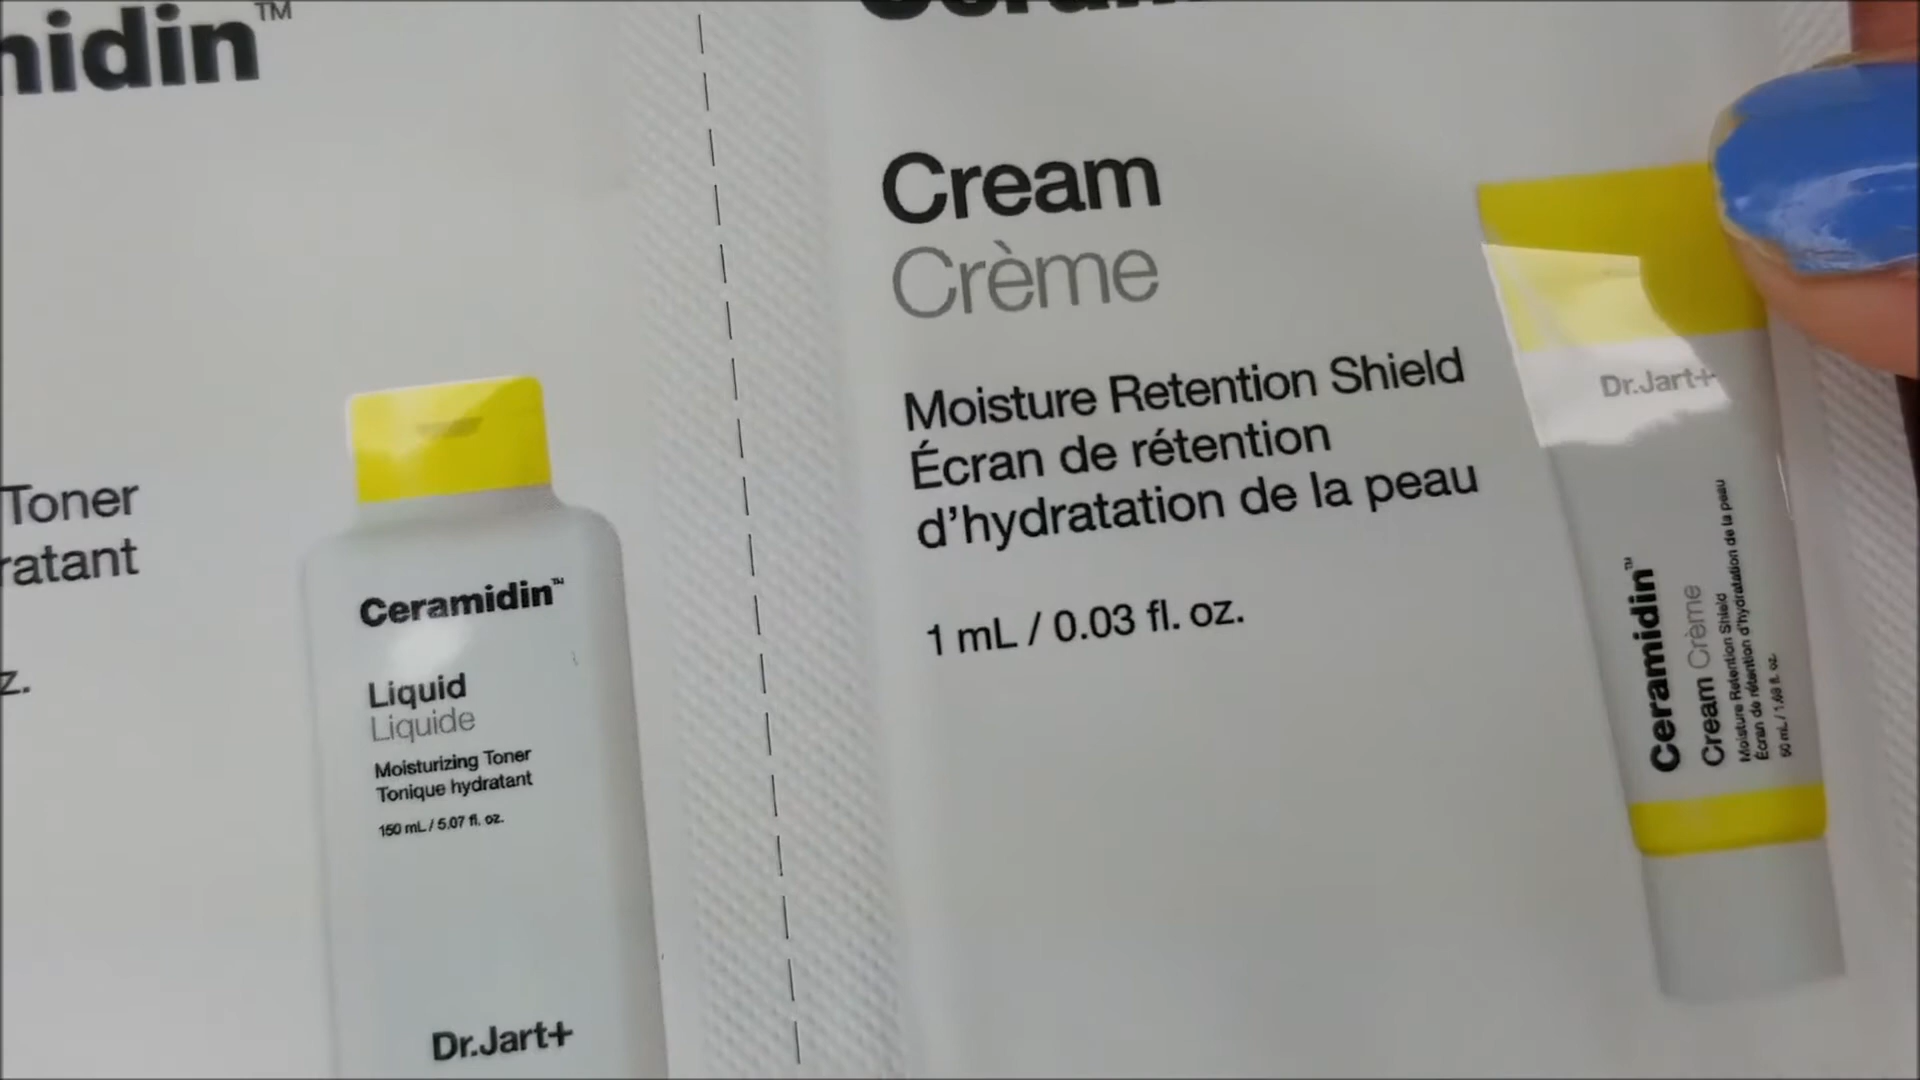 Toner
Ceramidin™
Liquid
Liquide
Moisturizing Toner
Tonique hydratant
150 mL / 5.07 fl. oz.
Dr.Jart+
Cream
Crème
Moisture Retention Shield
Écran de rétention
d'hydratation de la peau
1 mL / 0.03 fl. oz.
Dr.Jart+
Ceramidin™
Cream Crème
Moisture Retention Shield
Écran de rétention d'hydratation de la peau
50 mL / 1.69 fl. oz.